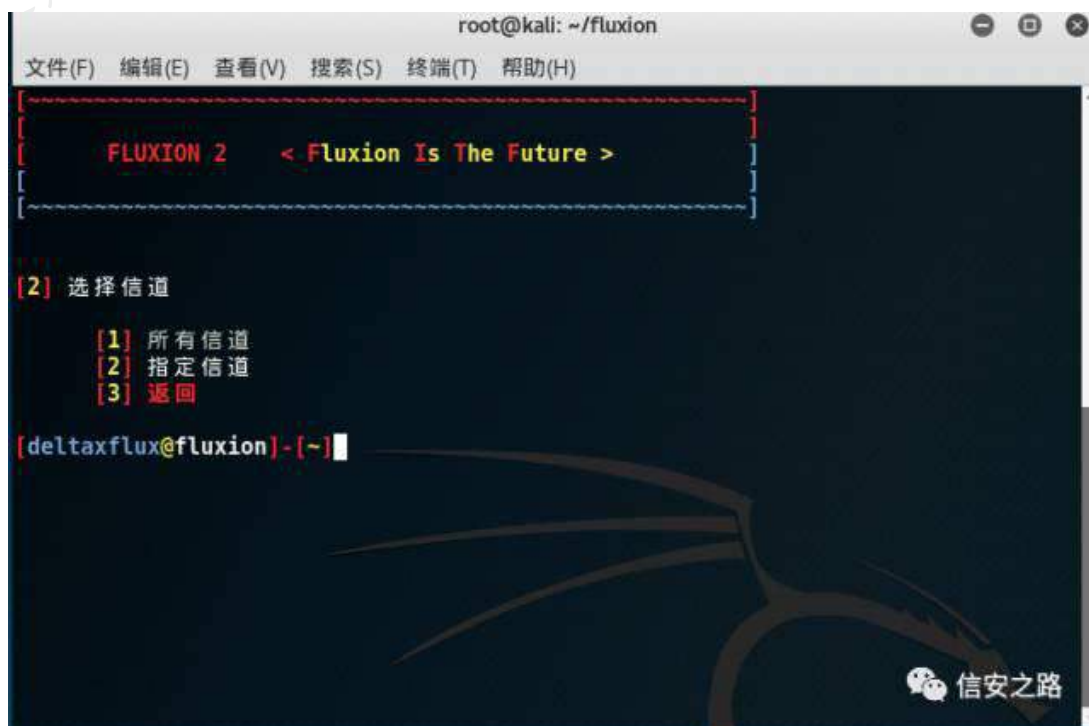 root@kali: ~/fluxion
文件(F) 编辑(E) 查看(V) 搜索(S) 终端(T) 帮助(H)
[~~~~~~~~~~~~~~~~~~~~~~~~~~~~~~~~~~~~~~~~~~~~~~~~~~~~~~]
[ ]
[ FLUXION 2 < Fluxion Is The Future > ]
[ ]
[~~~~~~~~~~~~~~~~~~~~~~~~~~~~~~~~~~~~~~~~~~~~~~~~~~~~~~]
[2] 选择信道
[1] 所有信道
[2] 指定信道
[3] 返回
[deltaxflux@fluxion]-[~]
信安之路